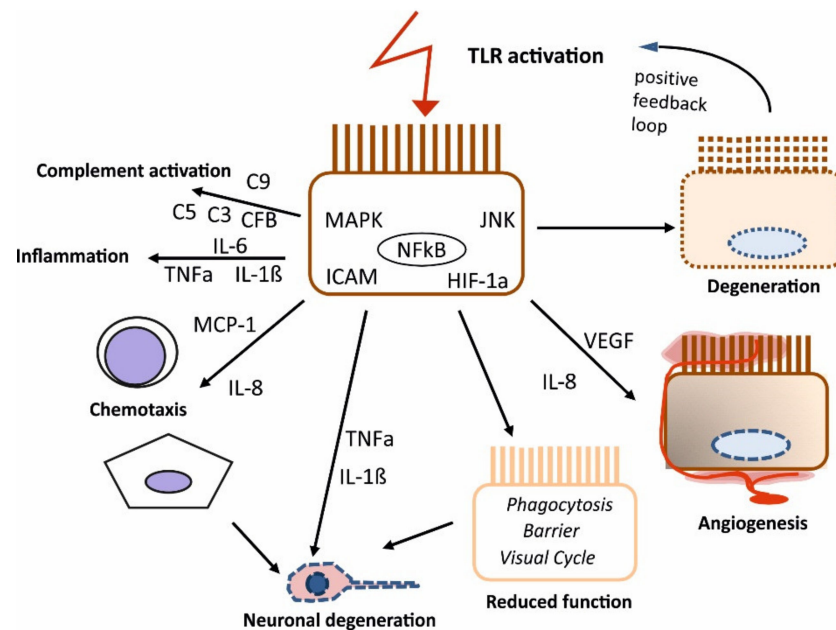 TLR activation
positive
feedback
loop
Complement activation
C9
C5 C3 CFB
MAPK JNK
NFkB
ICAM HIF-1a
Inflammation
IL-6
TNFa IL-1ß
Degeneration
MCP-1
IL-8
Chemotaxis
VEGF
IL-8
TNFa
IL-1ß
Phagocytosis
Barrier
Visual Cycle
Angiogenesis
Reduced function
Neuronal degeneration